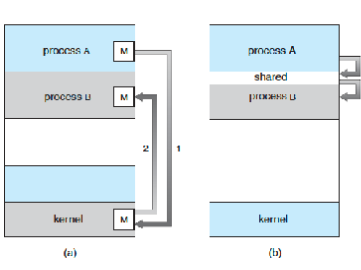 process A
M
process B
M
2
1
kernel
M
(a)
process A
shared
process B
kernel
(b)